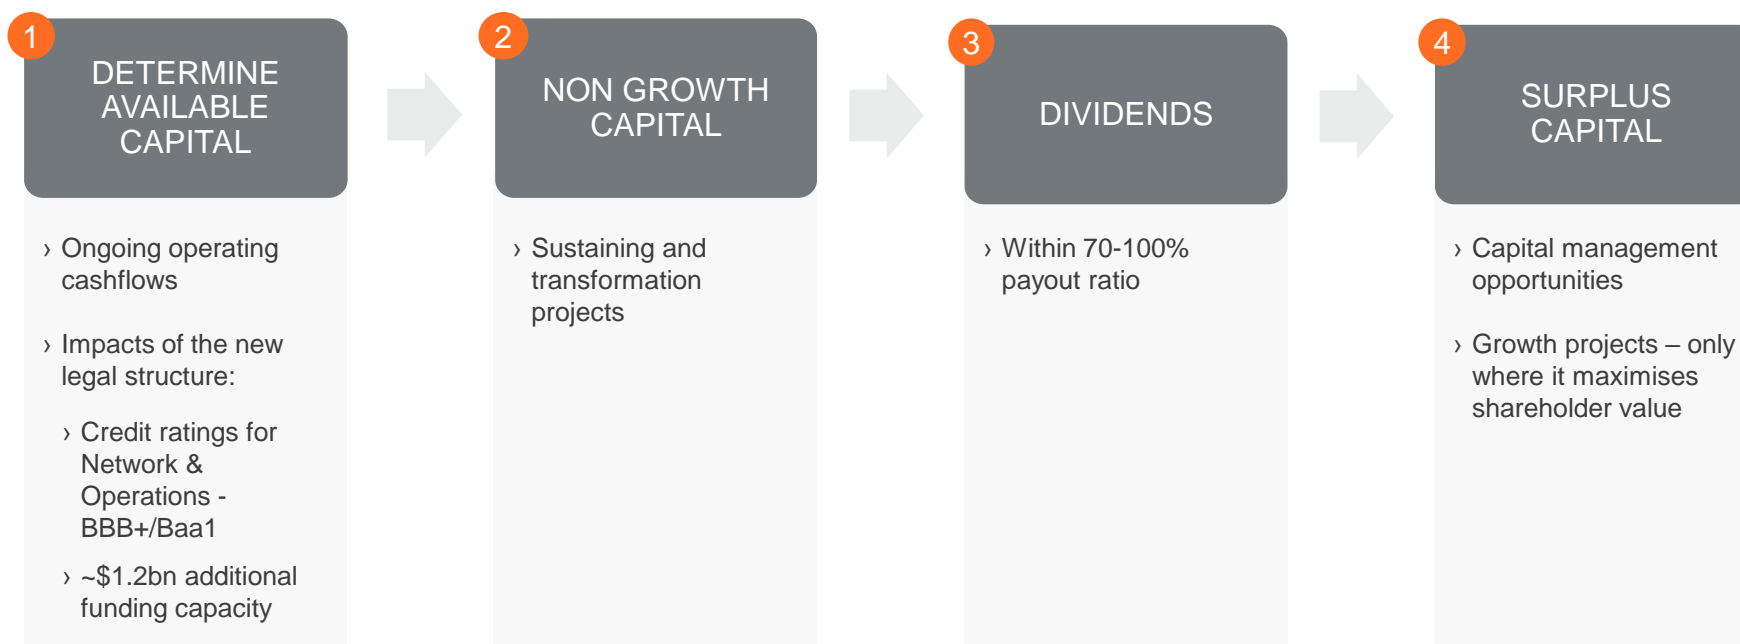 1
DETERMINE
AVAILABLE
CAPITAL
› Ongoing operating
cashflows
› Impacts of the new
legal structure:
› Credit ratings for
Network &
Operations -
BBB+/Baa1
› ~$1.2bn additional
funding capacity
2
NON GROWTH
CAPITAL
› Sustaining and
transformation
projects
3
DIVIDENDS
› Within 70-100%
payout ratio
4
SURPLUS
CAPITAL
› Capital management
opportunities
› Growth projects – only
where it maximises
shareholder value